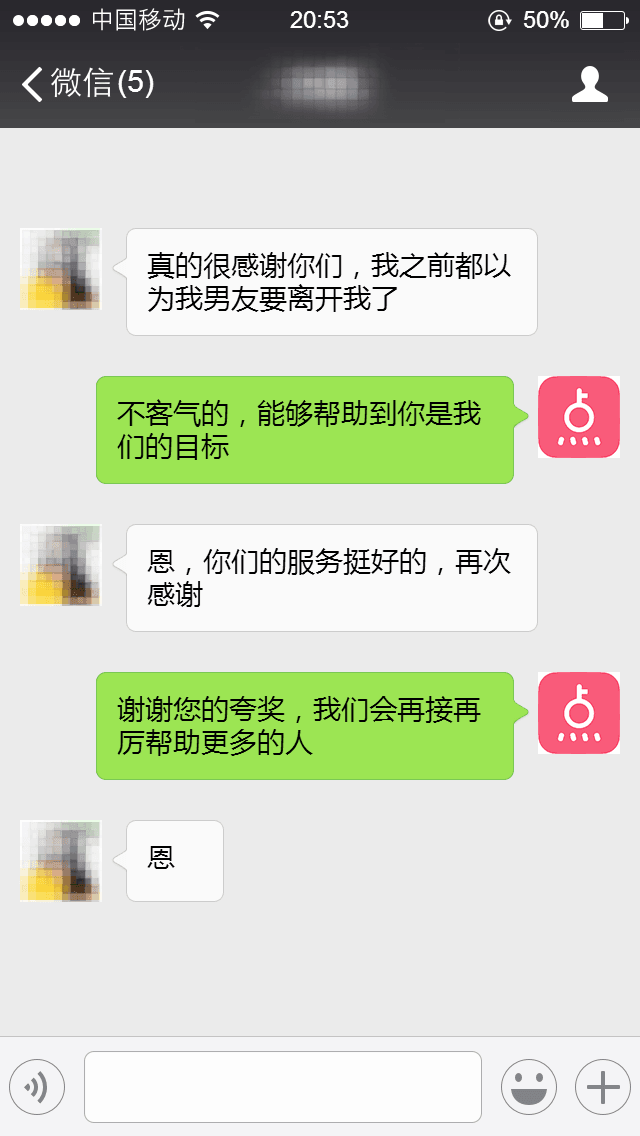 中国移动 20:53 50%
微信(5)
真的很感谢你们，我之前都以
为我男友要离开我了
不客气的，能够帮助到你是我
们的目标
恩，你们的服务挺好的，再次
感谢
谢谢您的夸奖，我们会再接再
厉帮助更多的人
恩